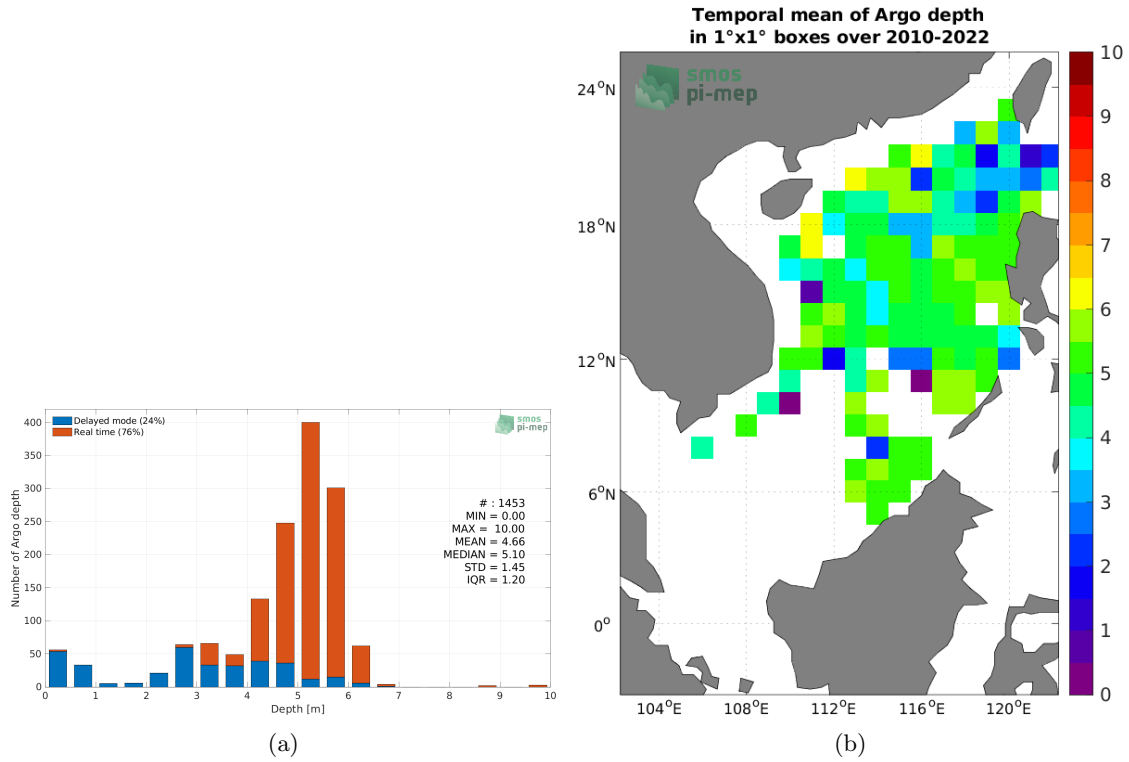 Delayed mode (24%)
Real time (76%)
smos
pi-mep
400
350
300
250
200
150
100
50
0
Number of Argo depth
# : 1453
MIN = 0.00
MAX = 10.00
MEAN = 4.66
MEDIAN = 5.10
STD = 1.45
IQR = 1.20
0 1 2 3 4 5 6 7 8 9 10
Depth [m]
(a)
Temporal mean of Argo depth
in 1°x1° boxes over 2010-2022
smos
pi-mep
24°N
18°N
12°N
6°N
0°
104°E 108°E 112°E 116°E 120°E
10
9
8
7
6
5
4
3
2
1
0
(b)